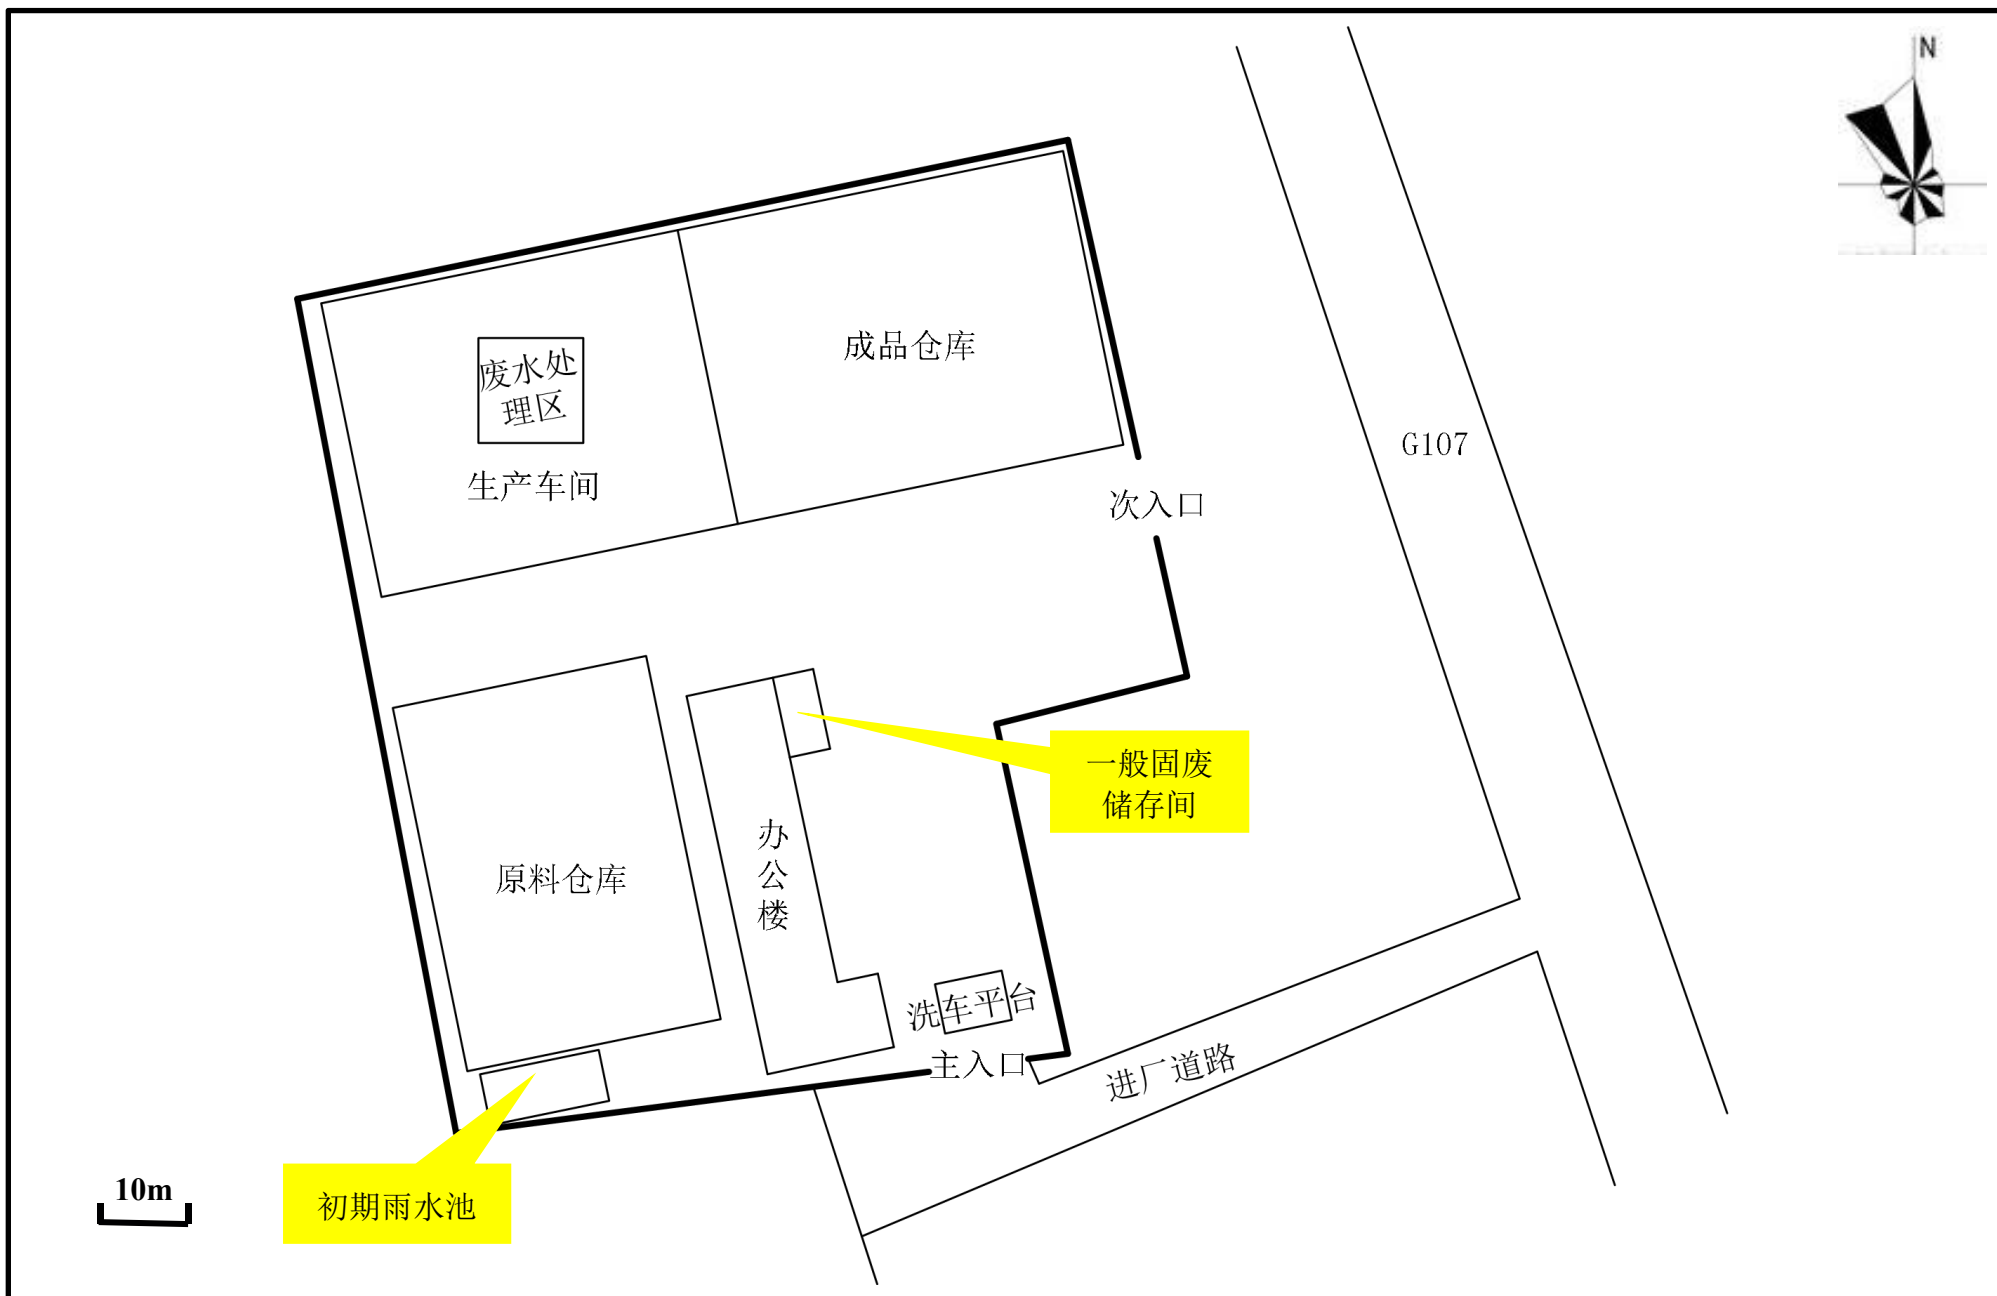 N
成品仓库
废水处
理区
G107
生产车间
次入口
一般固废
储存间
办
公
楼
原料仓库
洗车平台
主入口
进厂道路
10m
初期雨水池